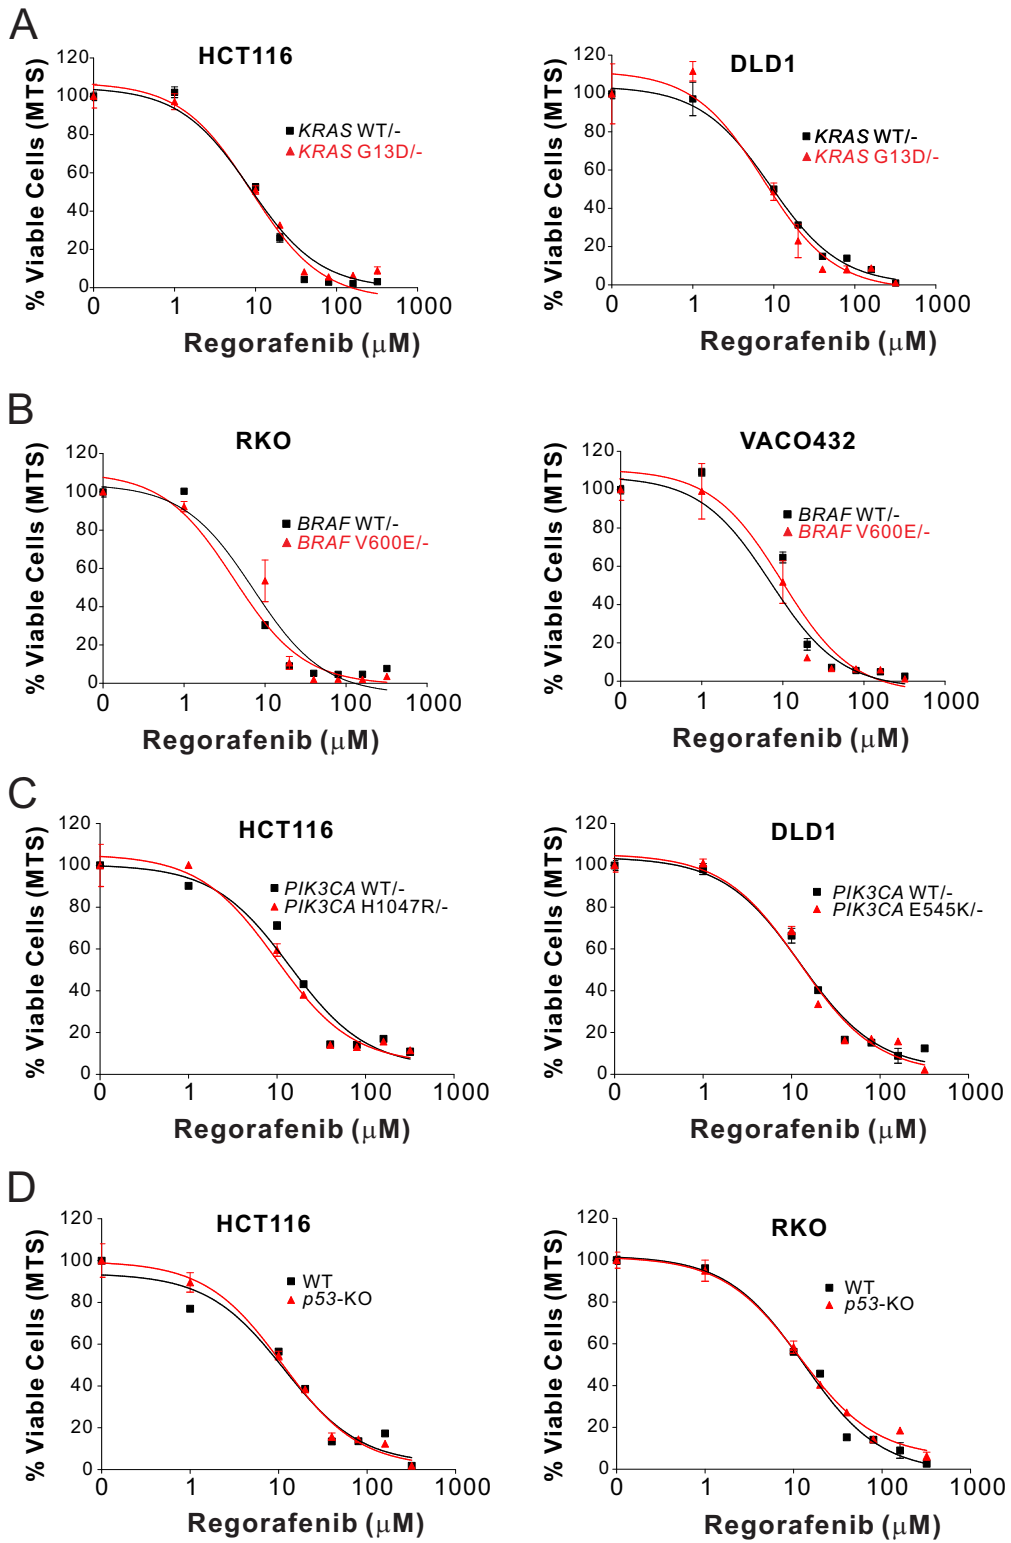 A
HCT116
% Viable Cells (MTS)
120
100
80
60
40
20
0
KRAS WT/-
KRAS G13D/-
0 1 10 100 1000
Regorafenib (μM)
DLD1
% Viable Cells (MTS)
120
100
80
60
40
20
0
KRAS WT/-
KRAS G13D/-
0 1 10 100 1000
Regorafenib (μM)
B
RKO
% Viable Cells (MTS)
120
100
80
60
40
20
0
BRAF WT/-
BRAF V600E/-
0 1 10 100 1000
Regorafenib (μM)
VACO432
% Viable Cells (MTS)
120
100
80
60
40
20
0
BRAF WT/-
BRAF V600E/-
0 1 10 100 1000
Regorafenib (μM)
C
HCT116
% Viable Cells (MTS)
120
100
80
60
40
20
0
PIK3CA WT/-
PIK3CA H1047R/-
0 1 10 100 1000
Regorafenib (μM)
DLD1
% Viable Cells (MTS)
120
100
80
60
40
20
0
PIK3CA WT/-
PIK3CA E545K/-
0 1 10 100 1000
Regorafenib (μM)
D
HCT116
% Viable Cells (MTS)
120
100
80
60
40
20
0
WT
p53-KO
0 1 10 100 1000
Regorafenib (μM)
RKO
% Viable Cells (MTS)
120
100
80
60
40
20
0
WT
p53-KO
0 1 10 100 1000
Regorafenib (μM)